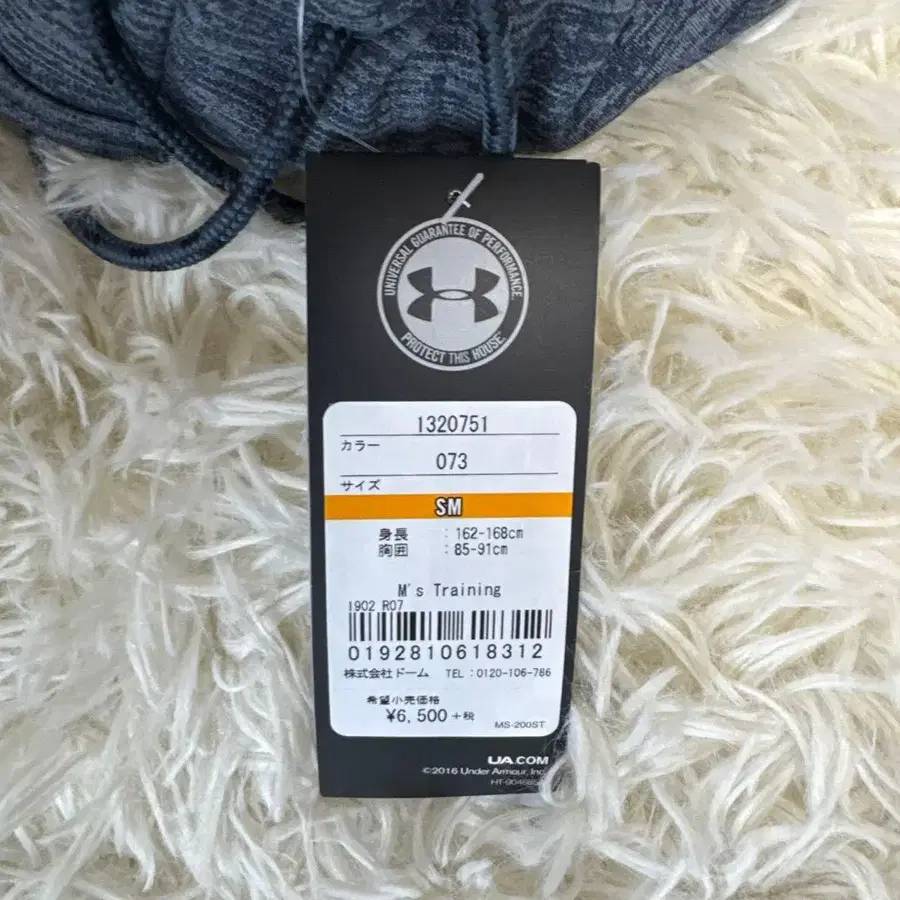 UNIVERSAL GUARANTEE OF PERFORMANCE.
PROTECT THIS HOUSE
1320751
カラー
073
サイズ
SM
身長 : 162-168cm
胸囲 : 85-91cm
M's Training
1902 R07
0192810618312
株式会社ドーム TEL : 0120-106-786
希望小売価格
¥6,500+税
MS-200ST
UA.COM
©2016 Under Armour, Inc.